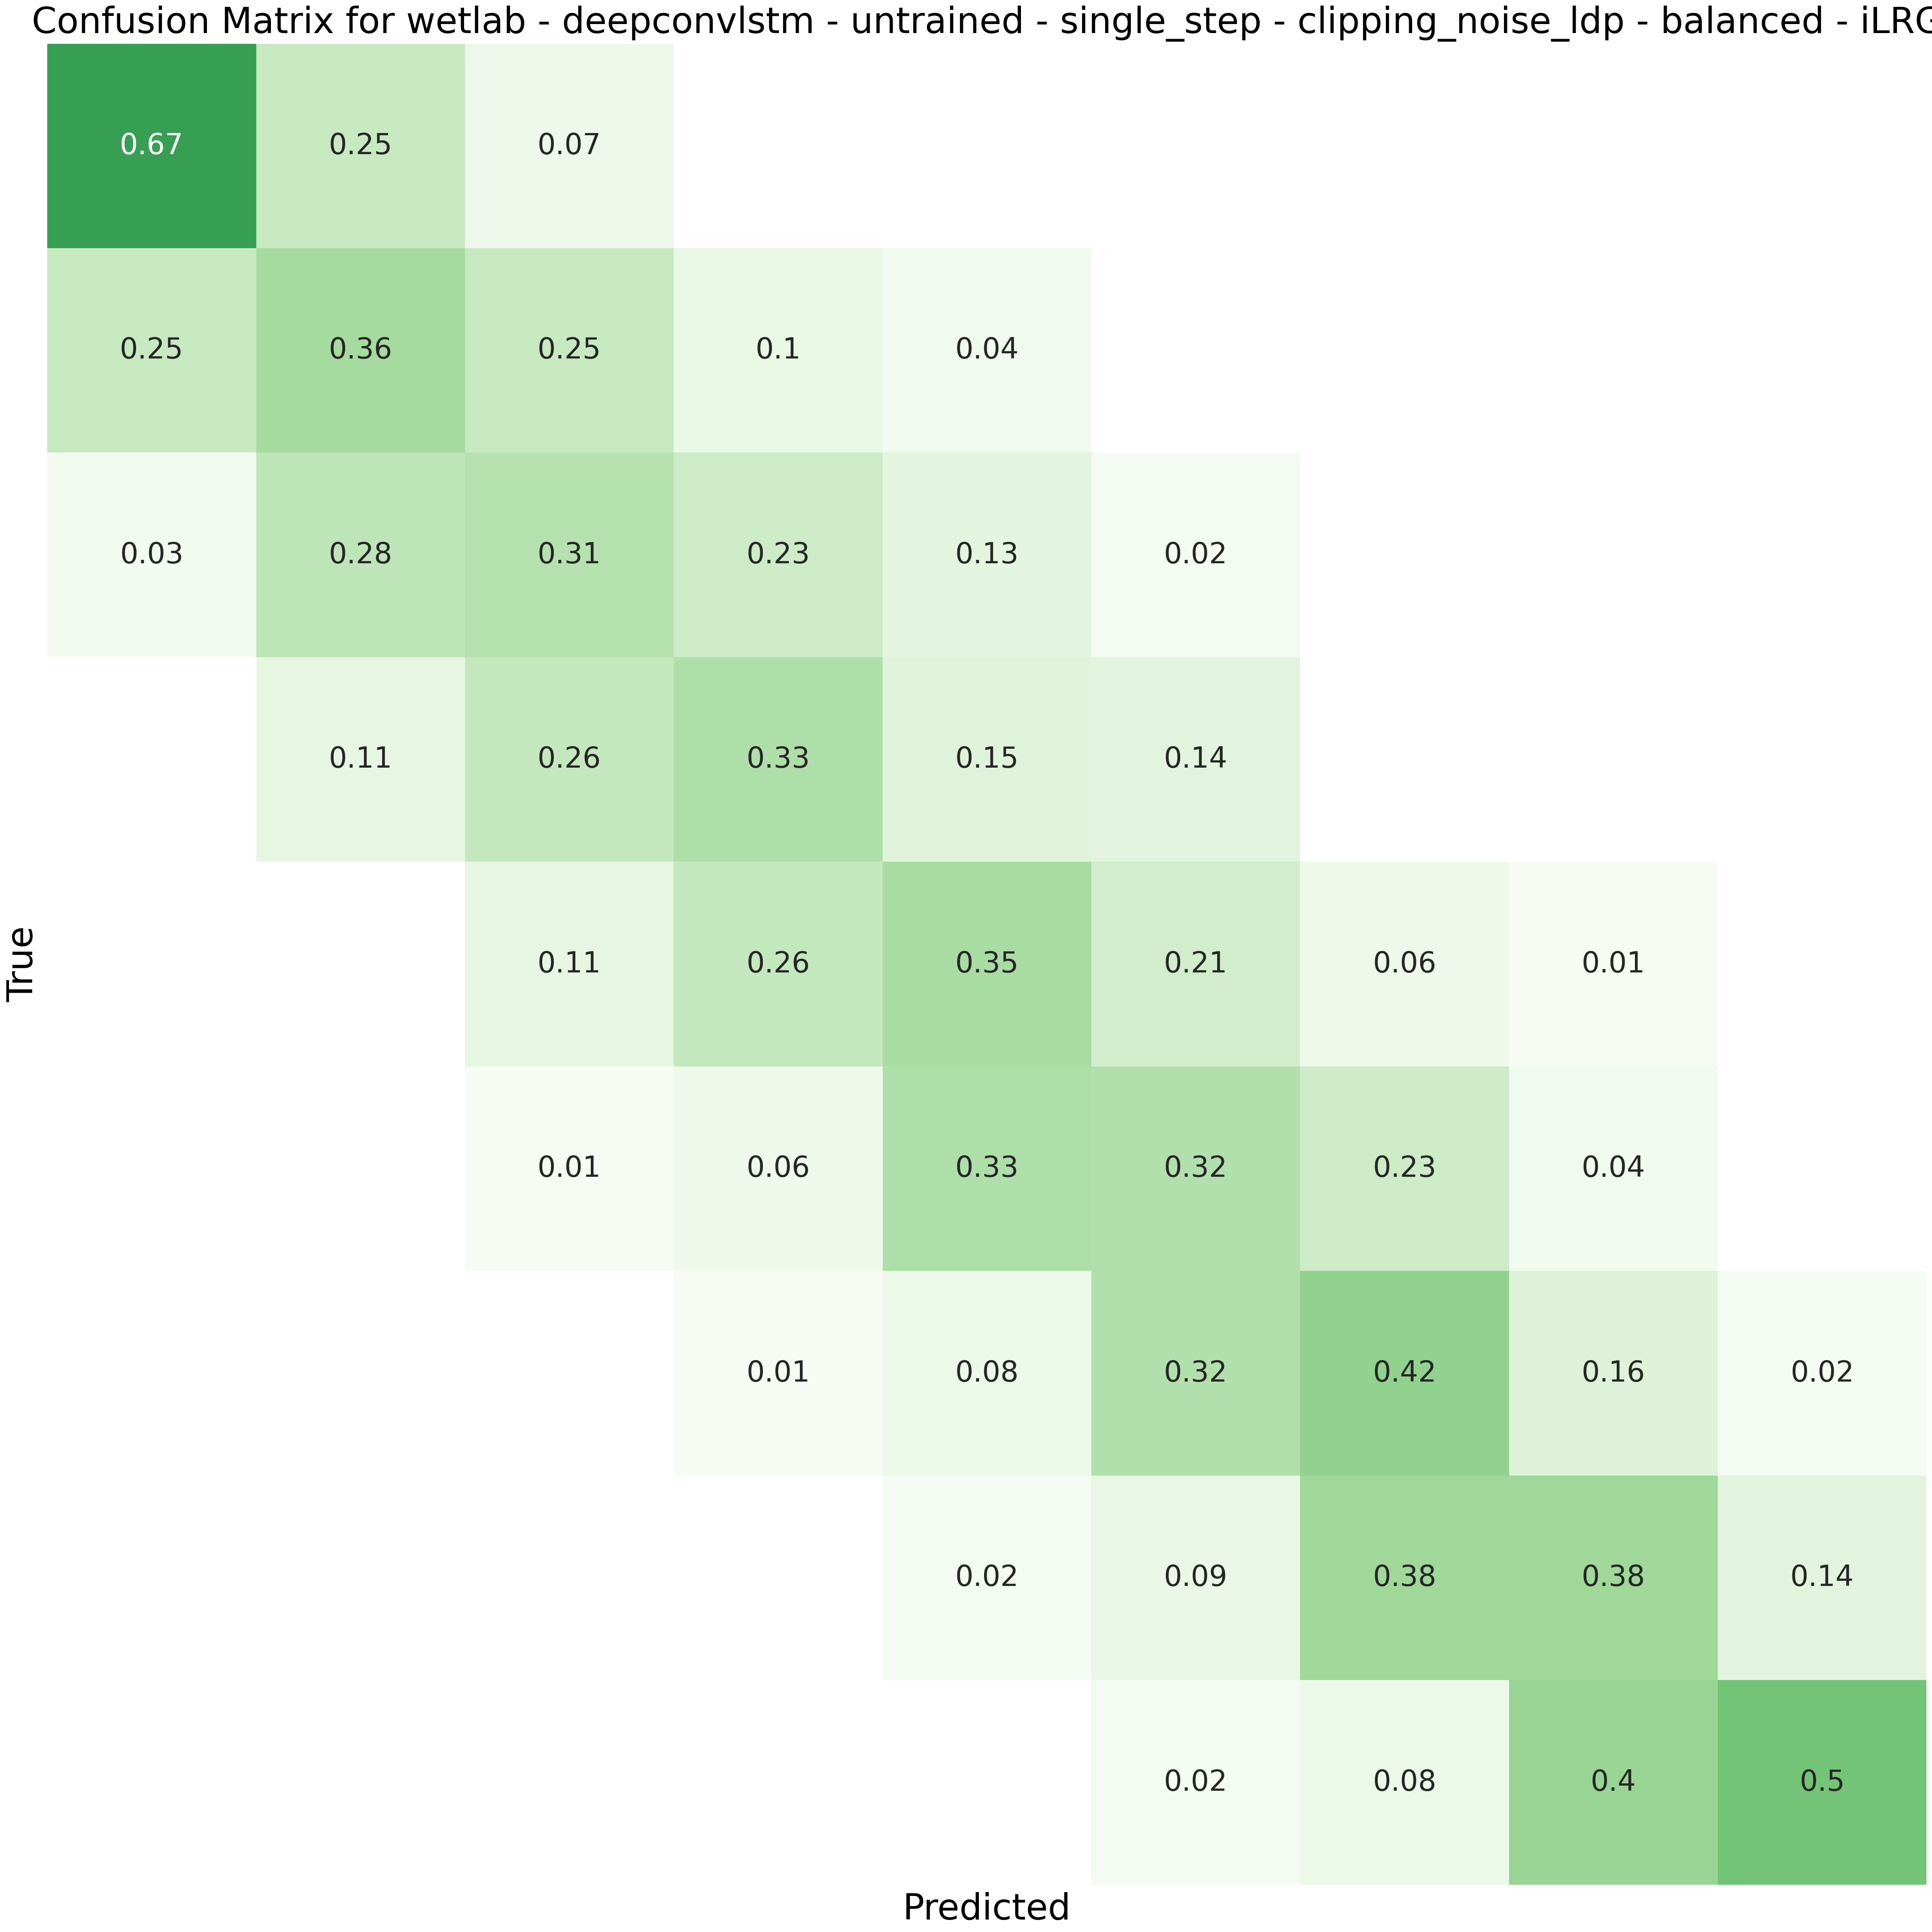 Confusion Matrix for wetlab - deepconvlstm - untrained - single_step - clipping_noise_ldp - balanced - iLRG
0.67 0.25 0.07
0.25 0.36 0.25 0.1 0.04
0.03 0.28 0.31 0.23 0.13 0.02
0.11 0.26 0.33 0.15 0.14
0.11 0.26 0.35 0.21 0.06 0.01
0.01 0.06 0.33 0.32 0.23 0.04
0.01 0.08 0.32 0.42 0.16 0.02
0.02 0.09 0.38 0.38 0.14
0.02 0.08 0.4 0.5
True
Predicted